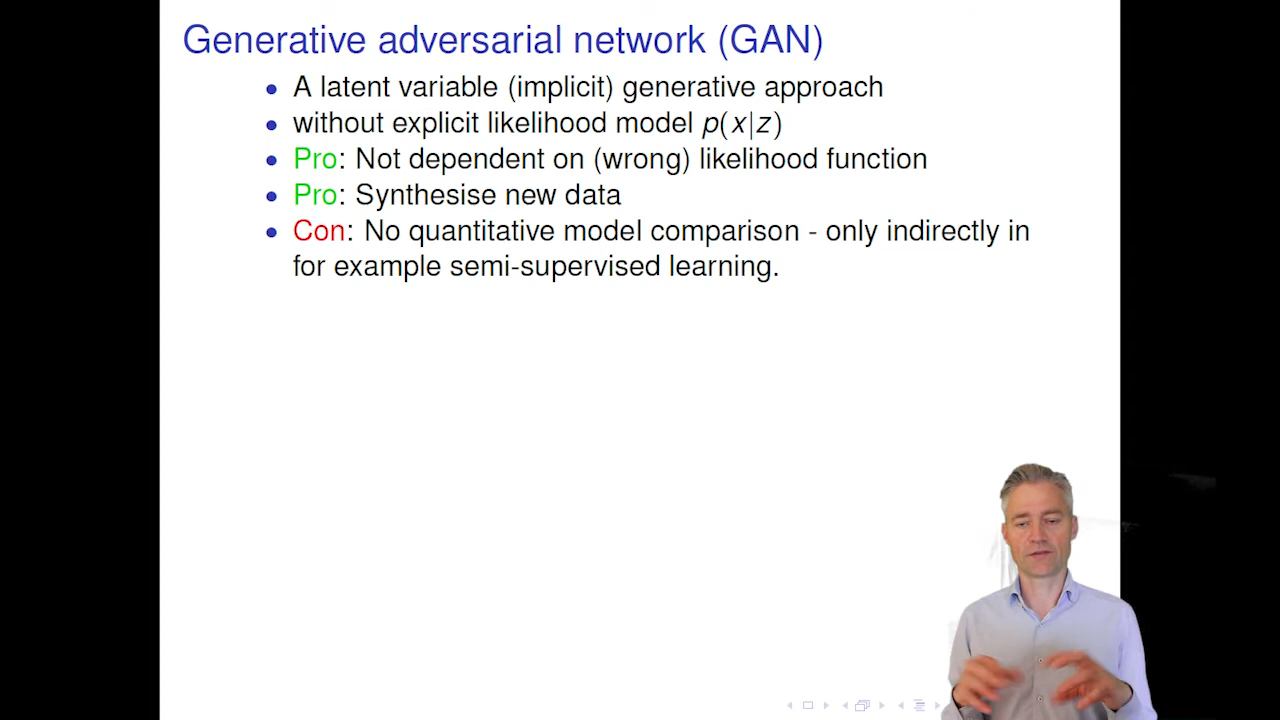 Generative adversarial network (GAN)
• A latent variable (implicit) generative approach
• without explicit likelihood model p(x|z)
• Pro: Not dependent on (wrong) likelihood function
• Pro: Synthesise new data
• Con: No quantitative model comparison - only indirectly in
for example semi-supervised learning.